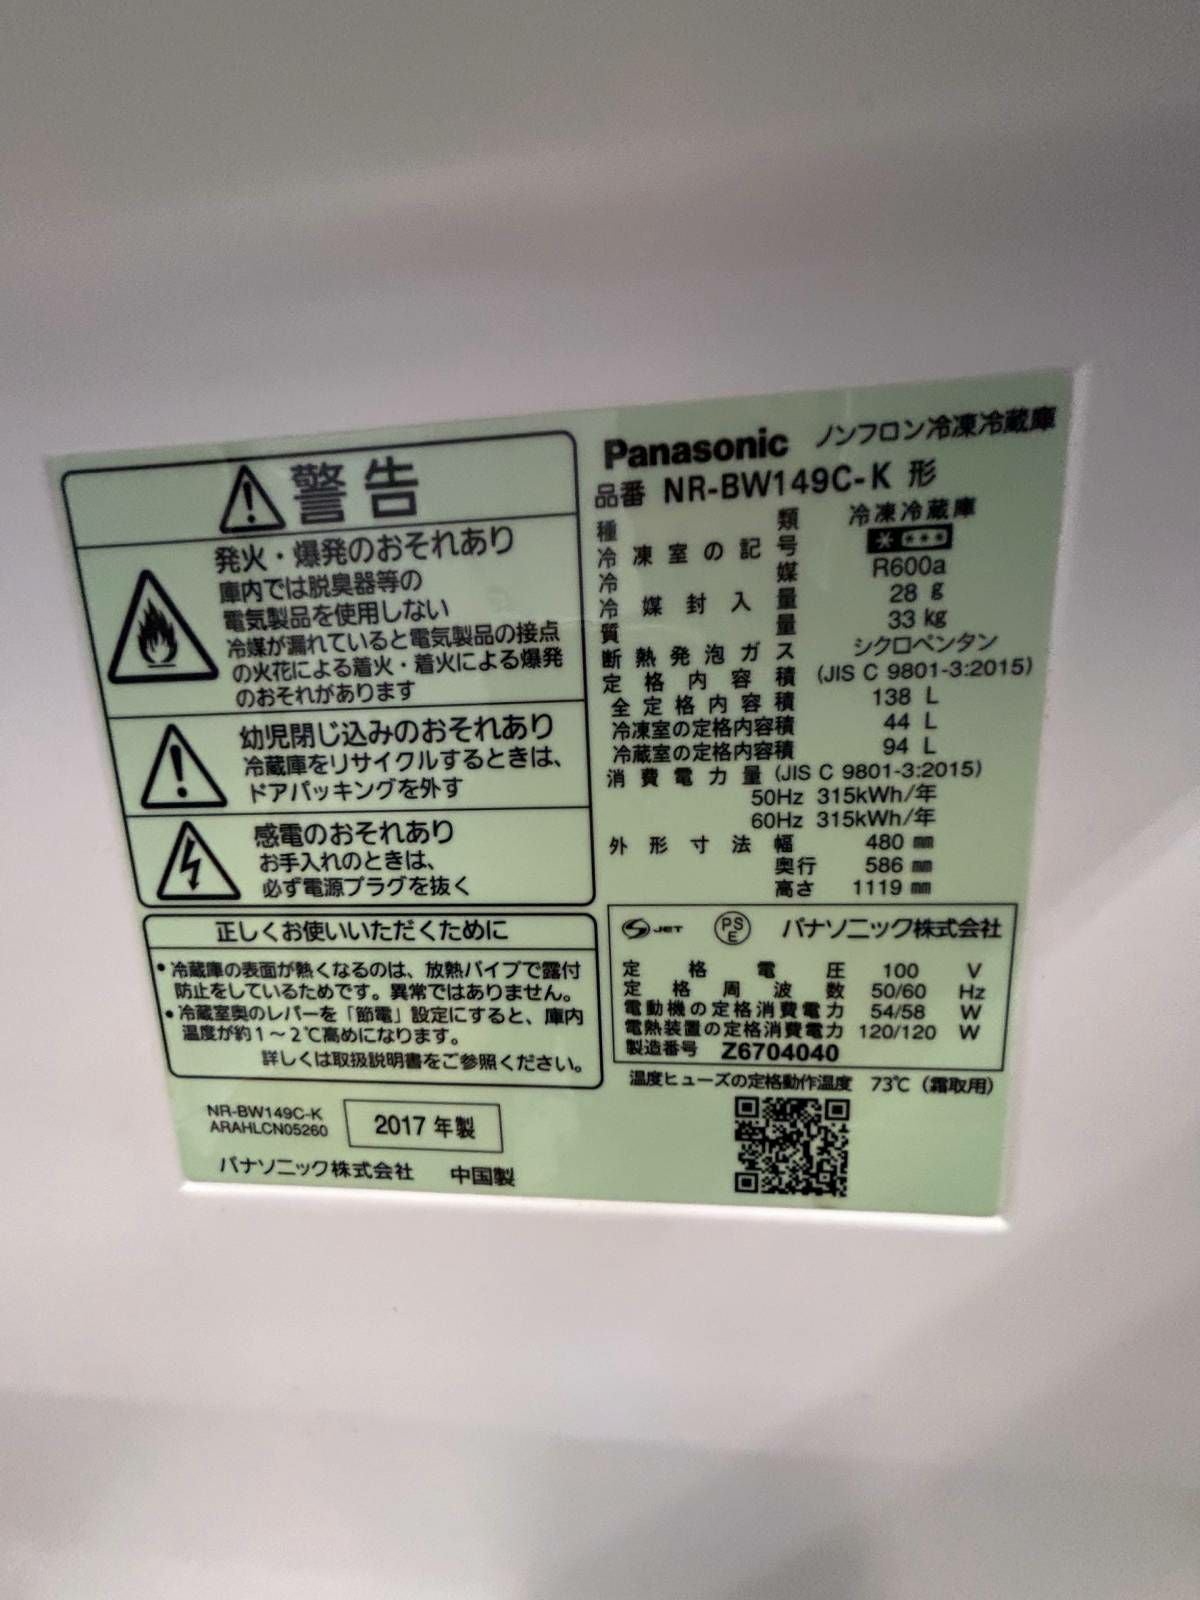 警告
発火・爆発のおそれあり
庫内では脱臭器等の
電気製品を使用しない
冷媒が漏れていると電気製品の接点
の火花による着火・着火による爆発
のおそれがあります
幼児閉じ込みのおそれあり
冷蔵庫をリサイクルするときは、
ドアパッキングを外す
感電のおそれあり
お手入れのときは、
必ず電源プラグを抜く
正しくお使いいただくために
•冷蔵庫の表面が熱くなるのは、放熱パイプで露付
防止をしているためです。異常ではありません。
•冷蔵室奥のレバーを「節電」設定にすると、庫内
温度が約1～2℃高めになります。
詳しくは取扱説明書をご参照ください。
NR-BW149C-K
ARAHLCN05260
2017年製
パナソニック株式会社 中国製
Panasonic ノンフロン冷凍冷蔵庫
品番 NR-BW149C-K 形
種類 冷凍冷蔵庫
冷凍室の記号 * ***
冷媒 R600a
冷媒封入量 28 g
質量 33 kg
断熱発泡ガス シクロペンタン
定格内容積 (JIS C 9801-3:2015)
全定格内容積 138 L
冷凍室の定格内容積 44 L
冷蔵室の定格内容積 94 L
消費電力量 (JIS C 9801-3:2015)
50Hz 315kWh/年
60Hz 315kWh/年
外形寸法 幅 480 mm
奥行 586 mm
高さ 1119 mm
S JET PSE パナソニック株式会社
定格電圧 100 V
定格周波数 50/60 Hz
電動機の定格消費電力 54/58 W
電熱装置の定格消費電力 120/120 W
製造番号 Z6704040
温度ヒューズの定格動作温度 73℃（霜取用）